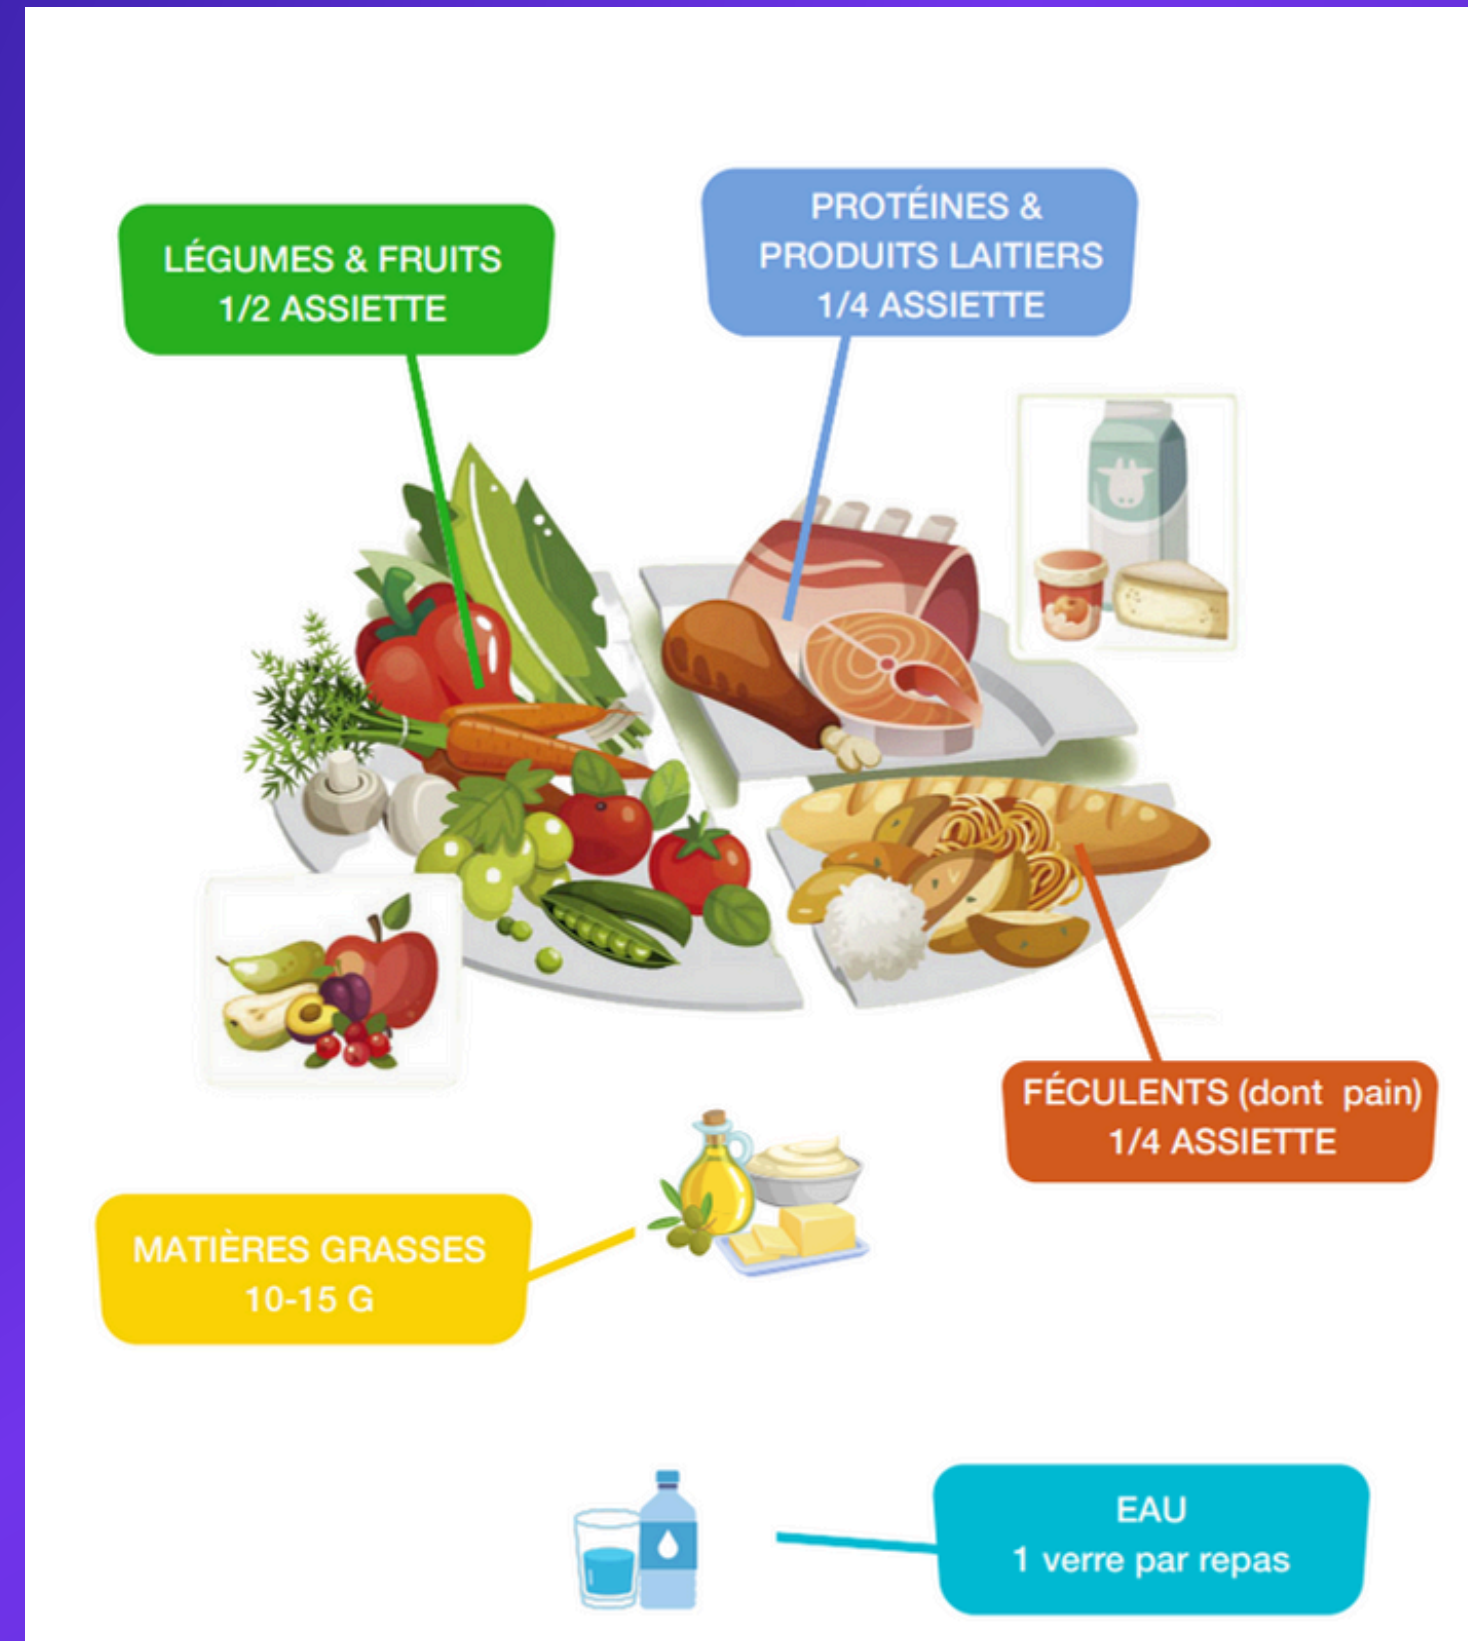 LÉGUMES & FRUITS
1/2 ASSIETTE
PROTÉINES &
PRODUITS LAITIERS
1/4 ASSIETTE
FÉCULENTS (dont pain)
1/4 ASSIETTE
MATIÈRES GRASSES
10-15 G
EAU
1 verre par repas